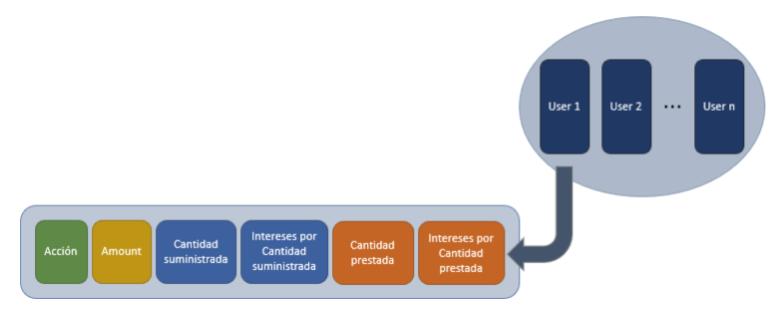 User 1
User 2
...
User n
Acción
Amount
Cantidad
suministrada
Intereses por
Cantidad
suministrada
Cantidad
prestada
Intereses por
Cantidad
prestada